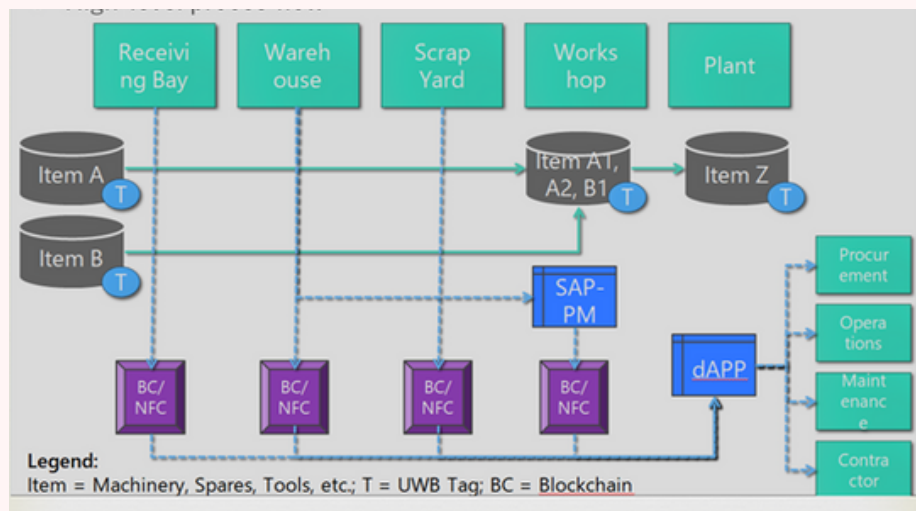 Receivi
ng Bay
Wareh
ouse
Scrap
Yard
Works
hop
Plant
Item A
T
Item A1,
A2, B1
T
Item Z
T
Item B
T
SAP-
PM
Procur
ement
Opera
tions
dAPP
Maint
enanc
e
Contra
ctor
BC/
NFC
BC/
NFC
BC/
NFC
BC/
NFC
Legend:
Item = Machinery, Spares, Tools, etc.; T = UWB Tag; BC = Blockchain